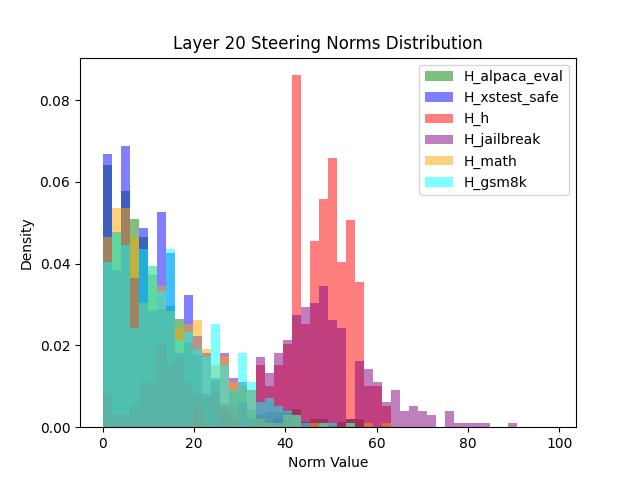 Layer 20 Steering Norms Distribution
H_alpaca_eval
H_xstest_safe
H_h
H_jailbreak
H_math
H_gsm8k
Density
0.08
0.06
0.04
0.02
0.00
0
20
40
60
80
100
Norm Value